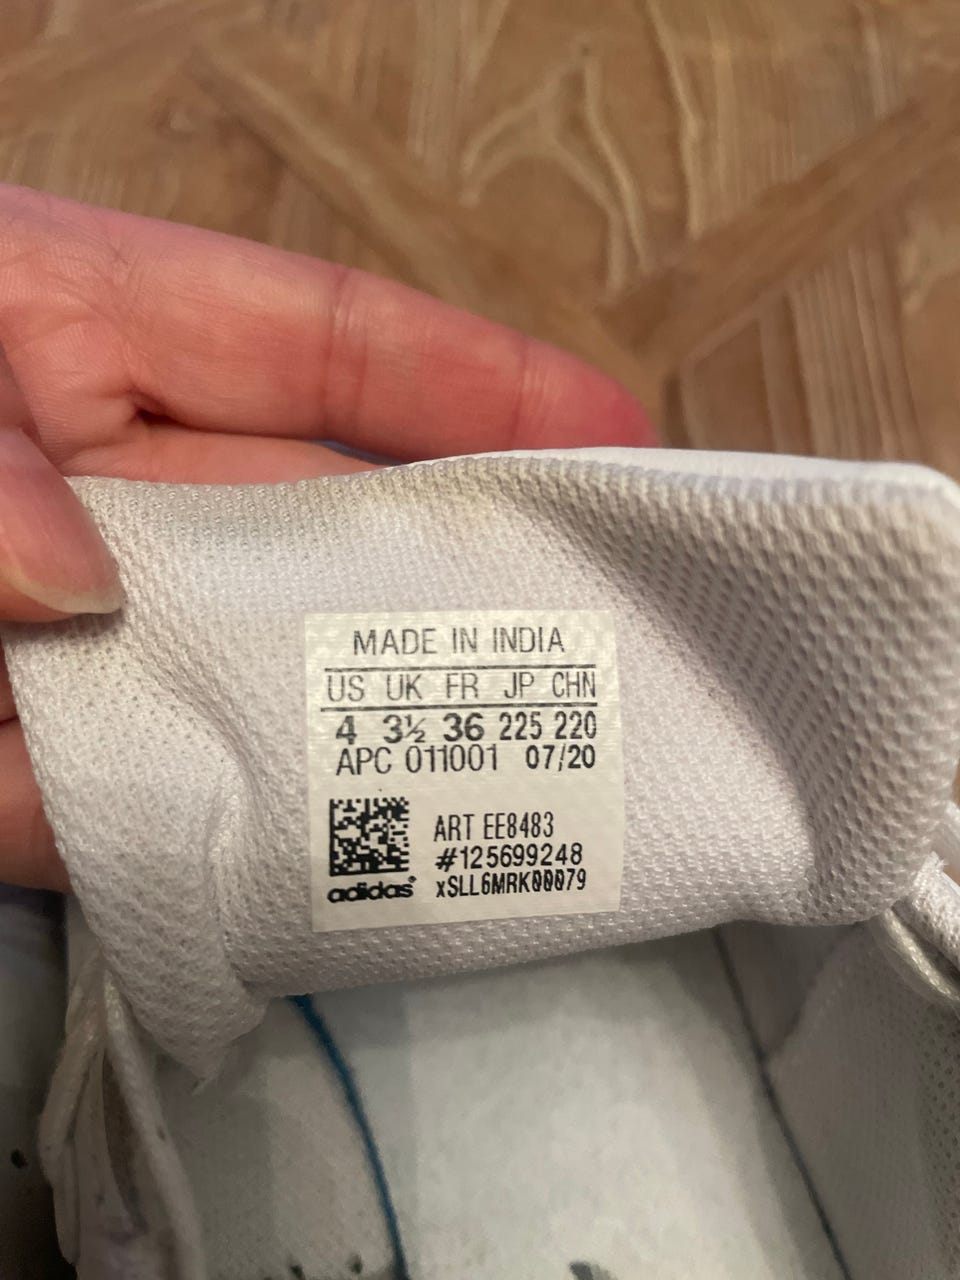 MADE IN INDIA
US UK FR JP CHN
4 3½ 36 225 220
APC 011001 07/20
ART EE8483
#125699248
adidas xSLL6MRK00079